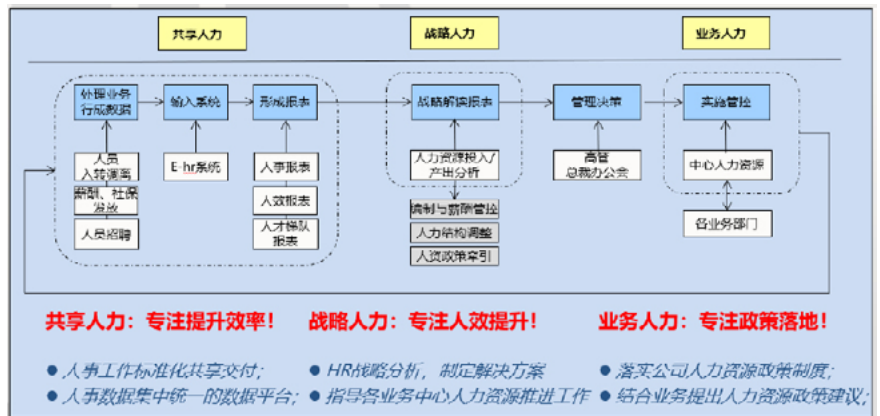 共享人力
战略人力
业务人力
处理业务
行成数据
输入系统
形成报表
战略解读报表
管理决策
实施管控
人员
入转调离
薪酬、社保
发放
人员招聘
E-hr系统
人事报表
人效报表
人才梯队
报表
人力资源投入/
产出分析
编制与薪酬管控
人力结构调整
人资政策牵引
高管
总裁办公会
中心人力资源
各业务部门
共享人力：专注提升效率！
战略人力：专注人效提升！
业务人力：专注政策落地！
● 人事工作标准化共享交付；
● 人事数据集中统一的数据平台；
● HR战略分析，制定解决方案
● 指导各业务中心人力资源推进工作
● 落实公司人力资源政策制度；
● 结合业务提出人力资源政策建议；